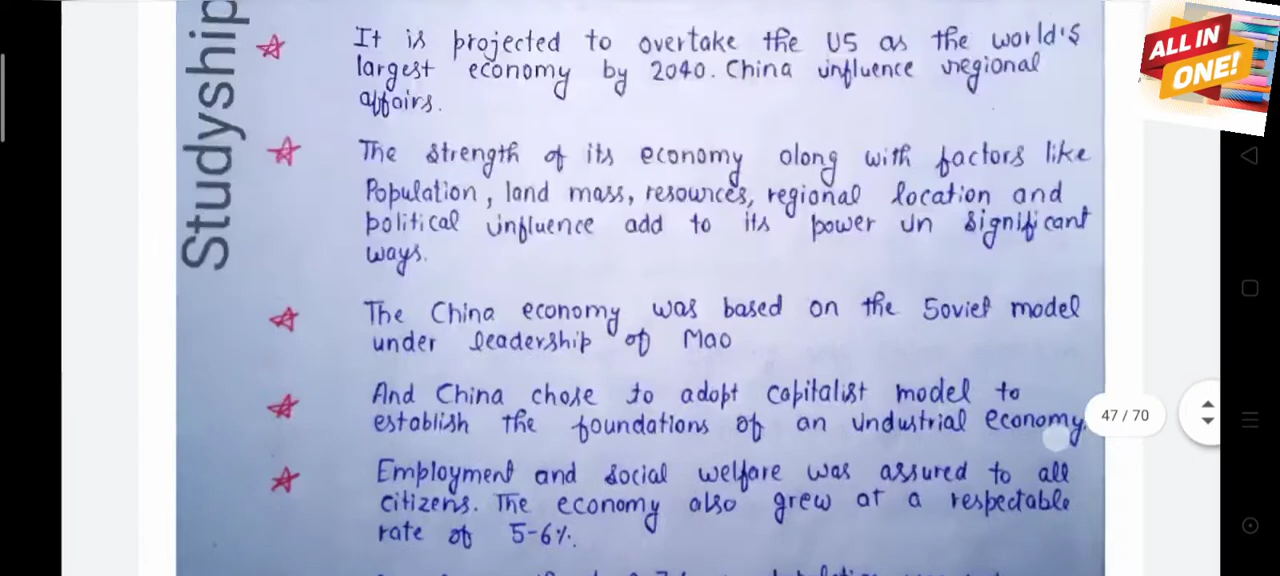 Studyship
ALL IN
ONE!
It is projected to overtake the US as the world's
largest economy by 2040. China influence regional
affairs.
The strength of its economy along with factors like
Population, land mass, resources, regional location and
political influence add to its power in significant
ways.
The China economy was based on the Soviet model
under leadership of Mao
And China chose to adopt capitalist model to
establish the foundations of an industrial economy.
47 / 70
Employment and social welfare was assured to all
citizens. The economy also grew at a respectable
rate of 5-6%.